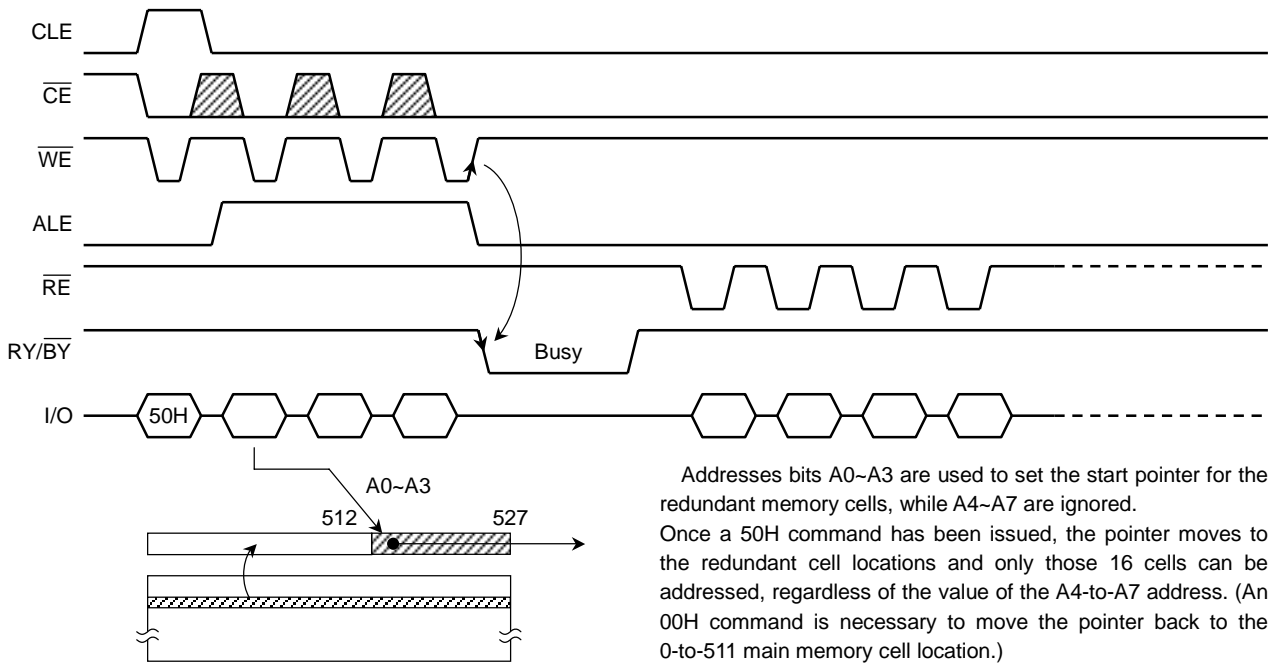 CLE
CE
WE
ALE
RE
RY/BY
Busy
I/O
50H
A0~A3
512
527
Addresses bits A0~A3 are used to set the start pointer for the
redundant memory cells, while A4~A7 are ignored.
Once a 50H command has been issued, the pointer moves to
the redundant cell locations and only those 16 cells can be
addressed, regardless of the value of the A4-to-A7 address. (An
00H command is necessary to move the pointer back to the
0-to-511 main memory cell location.)